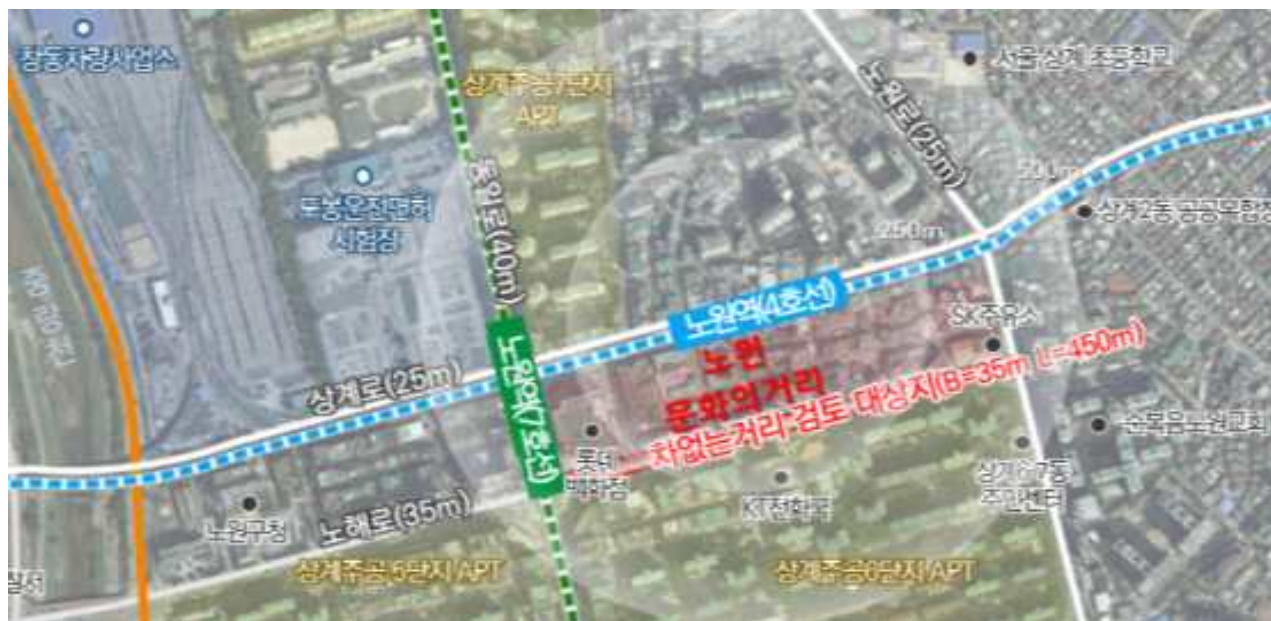 창동차량사업소
서울 상계 초등학교
상계주공7단지
APT
노원로(25m)
도봉운전면허
시험장
동일로(40m)
500m
상계2동 공공복합청
250m
노원역(4호선)
SK주유소
노원
문화의거리
차없는거리 검토 대상지(B=35m L=450m)
상계로(25m)
노원역(7호선)
롯데
백화점
순복음노원교회
상계6·7동
주민센터
KT전화국
노원구청
노해로(35m)
상계주공 5단지 APT
상계주공6단지 APT